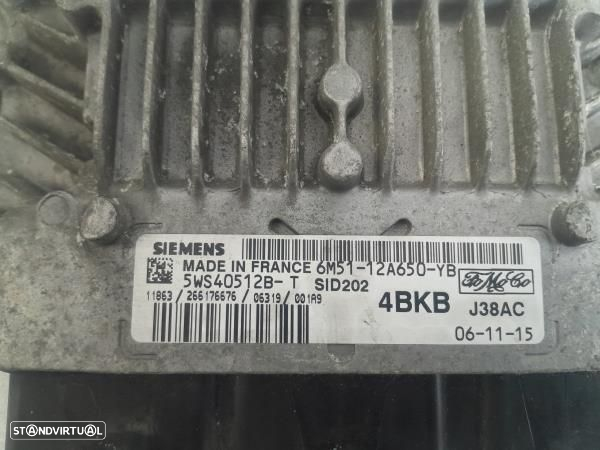 SIEMENS
MADE IN FRANCE 6M51-12A650-YB
5WS40512B-T SID202
11863 / 266176676 / 06319 / 001A9
4BKB J38AC
FoMoCo
06-11-15
STANDVIRTUAL